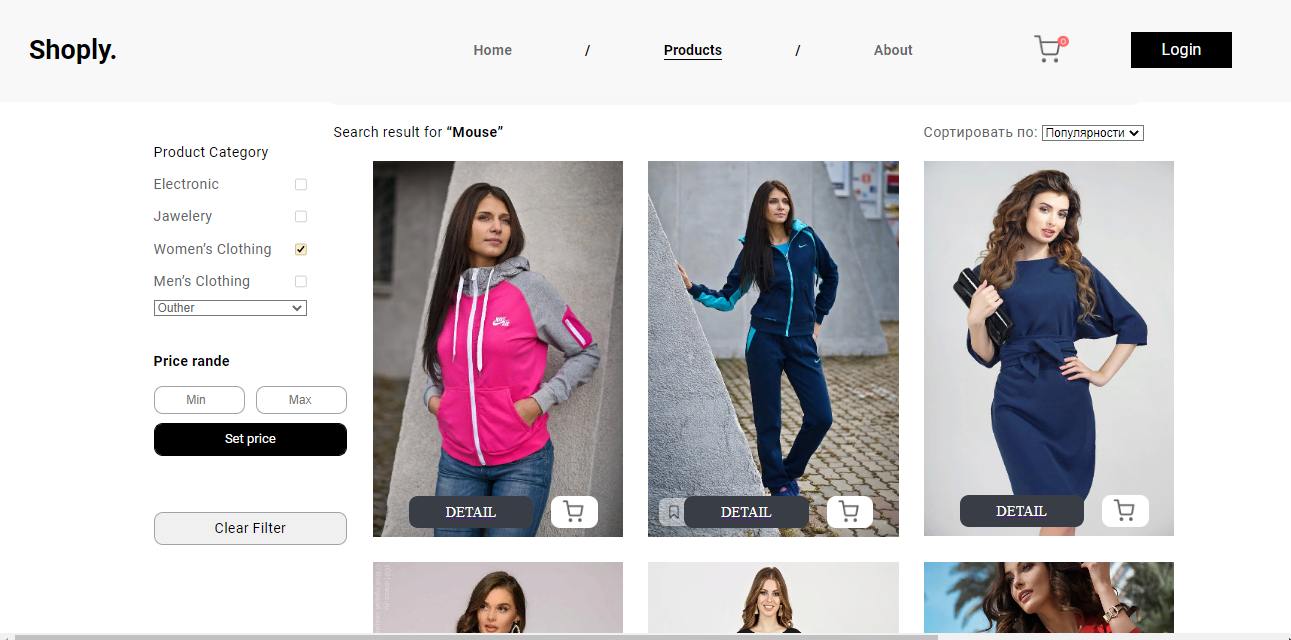 Shoply.
Home / Products / About
0
Login
Search result for “Mouse”
Сортировать по: Популярности
Product Category
Electronic
Jawelery
Women’s Clothing
Men’s Clothing
Outher
Price rande
Min Max
Set price
Clear Filter
DETAIL
DETAIL
DETAIL